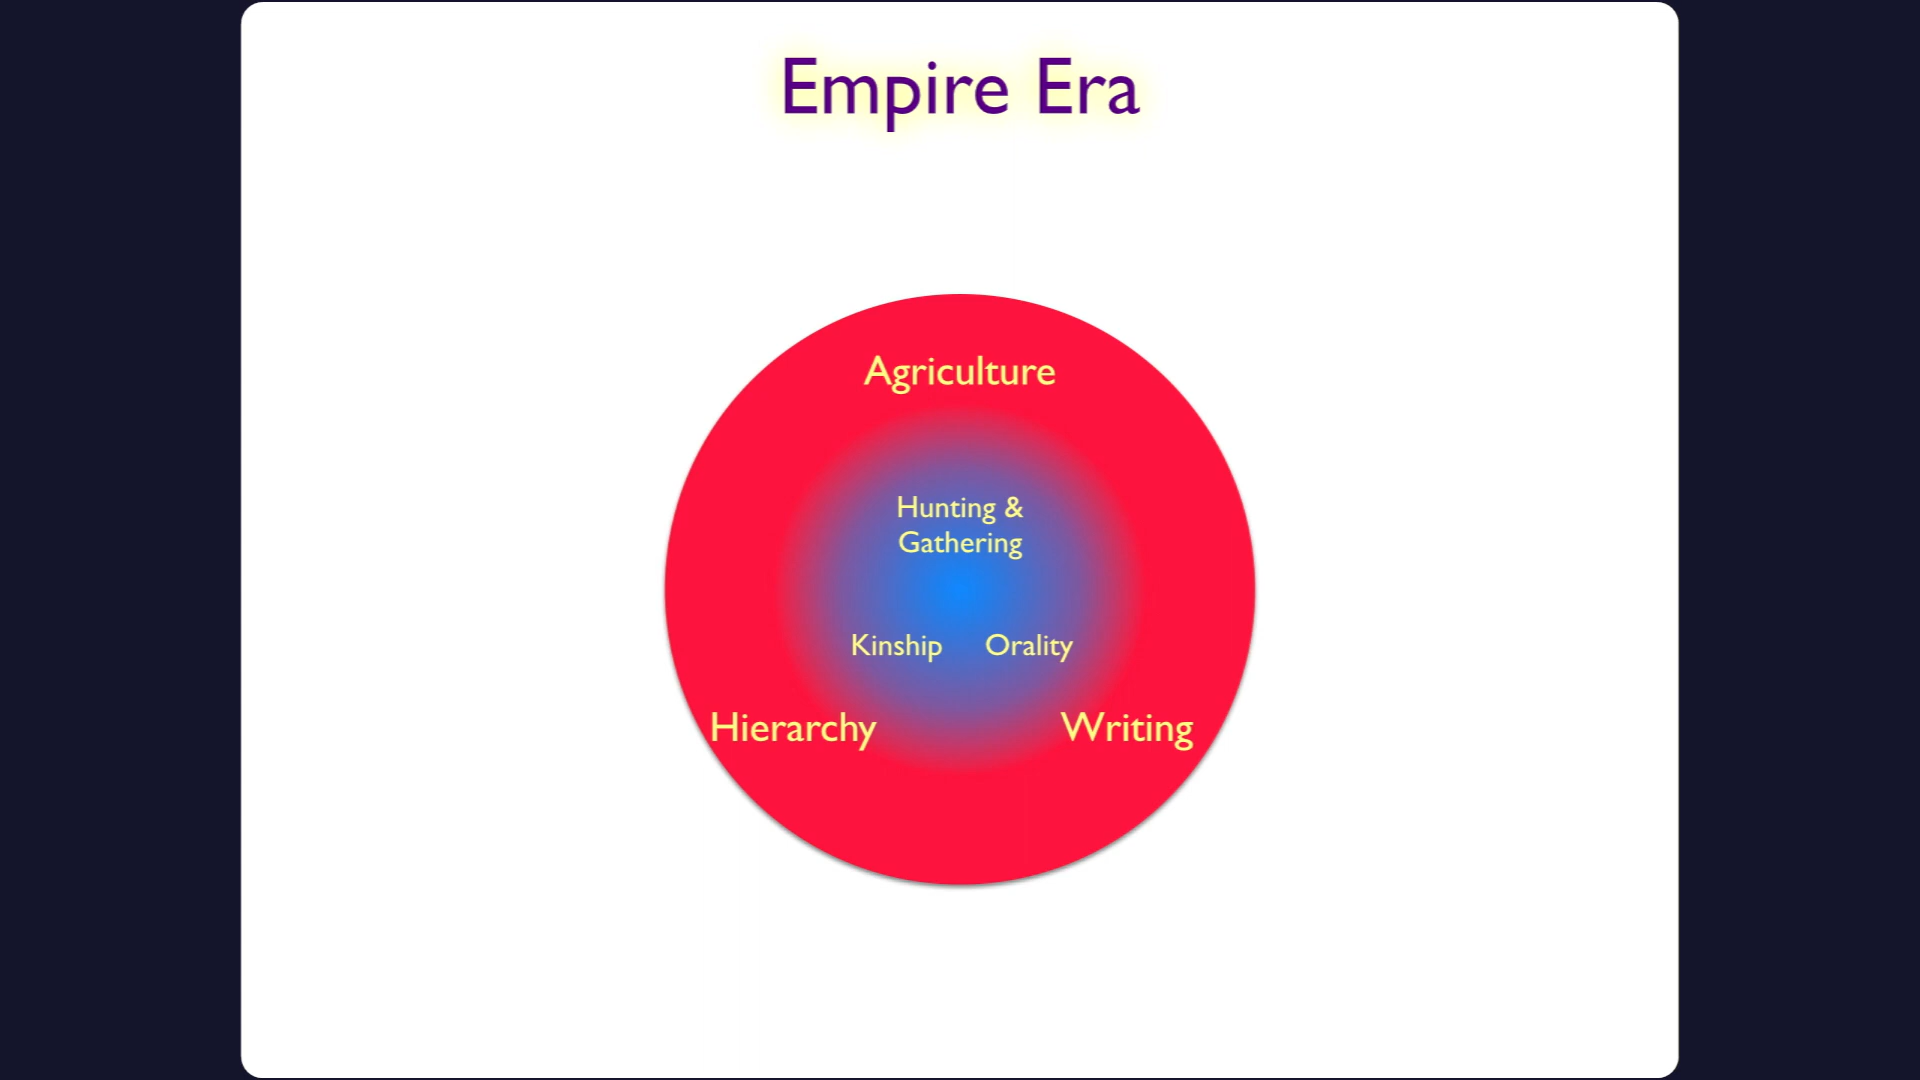 Empire Era
Agriculture
Hunting &
Gathering
Kinship
Orality
Hierarchy
Writing